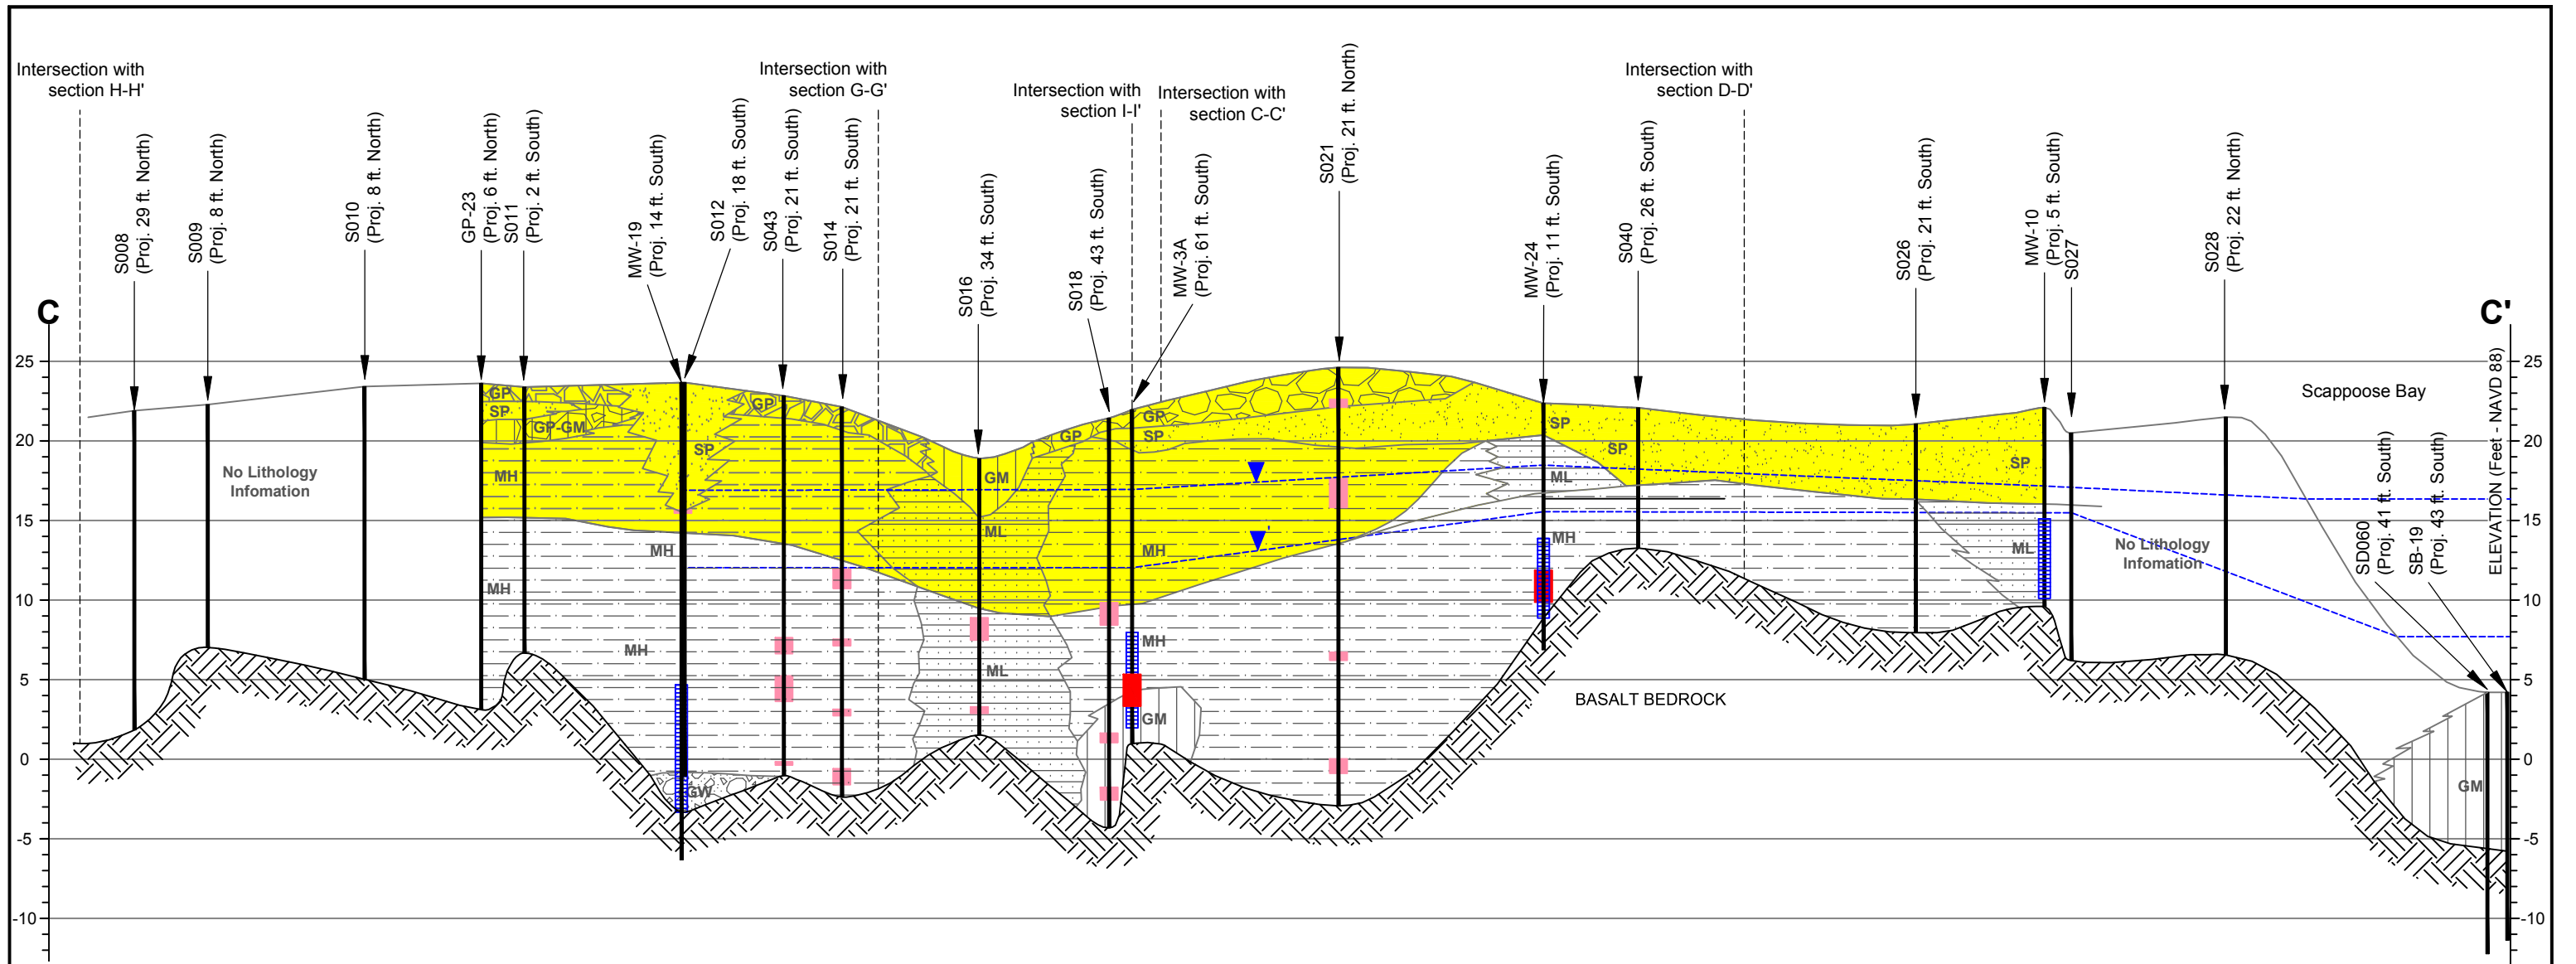 Intersection with
section H-H'
Intersection with
section G-G'
Intersection with
section I-I'
Intersection with
section C-C'
Intersection with
section D-D'
S008
(Proj. 29 ft. North)
S009
(Proj. 8 ft. North)
S010
(Proj. 8 ft. North)
GP-23
(Proj. 6 ft. North)
S011
(Proj. 2 ft. South)
MW-19
(Proj. 14 ft. South)
S012
(Proj. 18 ft. South)
S043
(Proj. 21 ft. South)
S014
(Proj. 21 ft. South)
S016
(Proj. 34 ft. South)
S018
(Proj. 43 ft. South)
MW-3A
(Proj. 61 ft. South)
S021
(Proj. 21 ft. North)
MW-24
(Proj. 11 ft. South)
S040
(Proj. 26 ft. South)
S026
(Proj. 21 ft. South)
MW-10
(Proj. 5 ft. South)
S027
S028
(Proj. 22 ft. North)
SD060
(Proj. 41 ft. South)
SB-19
(Proj. 43 ft. South)
ELEVATION (Feet - NAVD 88)
C
C'
25
20
15
10
5
0
-5
-10
25
20
15
10
5
0
-5
-10
Scappoose Bay
No Lithology
Infomation
GP
SP
GP-GM
MH
MH
SP
GP
MH
MH
GW
GM
ML
ML
GP
GP
SP
MH
MH
GM
SP
ML
MH
SP
SP
ML
No Lithology
Infomation
BASALT BEDROCK
GM